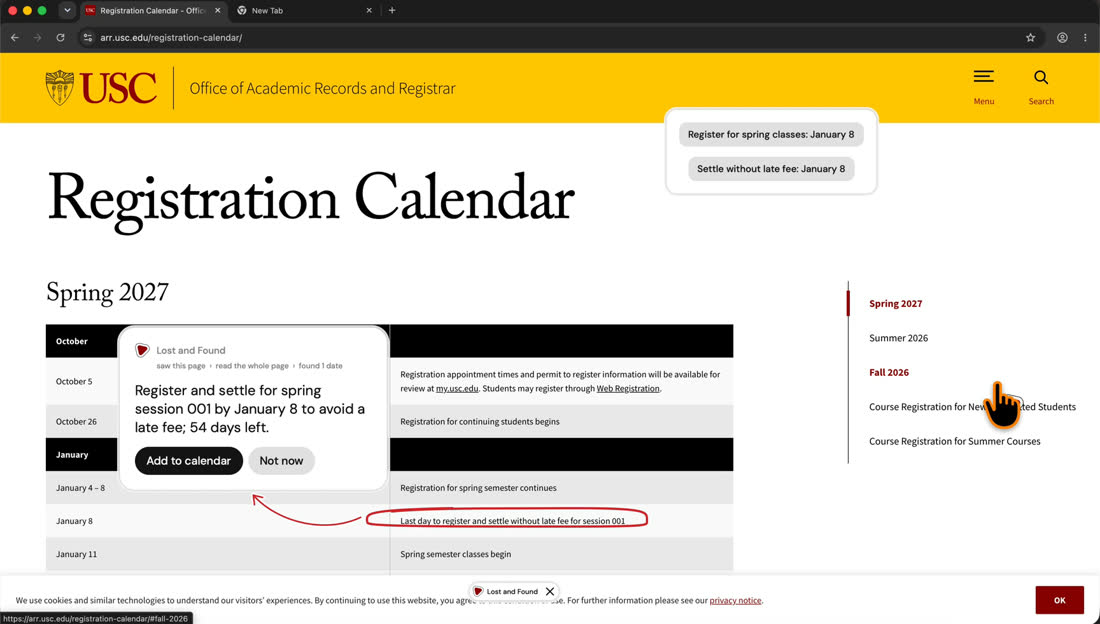 USC Registration Calendar - Offic
New Tab
arr.usc.edu/registration-calendar/
USC
Office of Academic Records and Registrar
Menu
Search
Register for spring classes: January 8
Settle without late fee: January 8
Registration Calendar
Spring 2027
Spring 2027
Summer 2026
Fall 2026
Course Registration for New ted Students
Course Registration for Summer Courses
October
October 5
Registration appointment times and permit to register information will be available for
review at my.usc.edu. Students may register through Web Registration.
October 26
Registration for continuing students begins
January
January 4 – 8
Registration for spring semester continues
January 8
Last day to register and settle without late fee for session 001
January 11
Spring semester classes begin
Lost and Found
saw this page › read the whole page › found 1 date
Register and settle for spring
session 001 by January 8 to avoid a
late fee; 54 days left.
Add to calendar
Not now
Lost and Found
We use cookies and similar technologies to understand our visitors' experiences. By continuing to use this website, you agre of use. For further information please see our privacy notice.
OK
https://arr.usc.edu/registration-calendar/#fall-2026